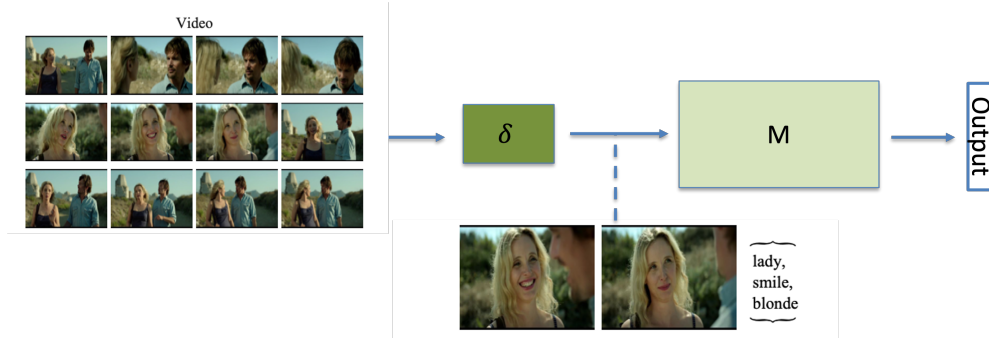 Video
δ
M
Output
lady,
smile,
blonde